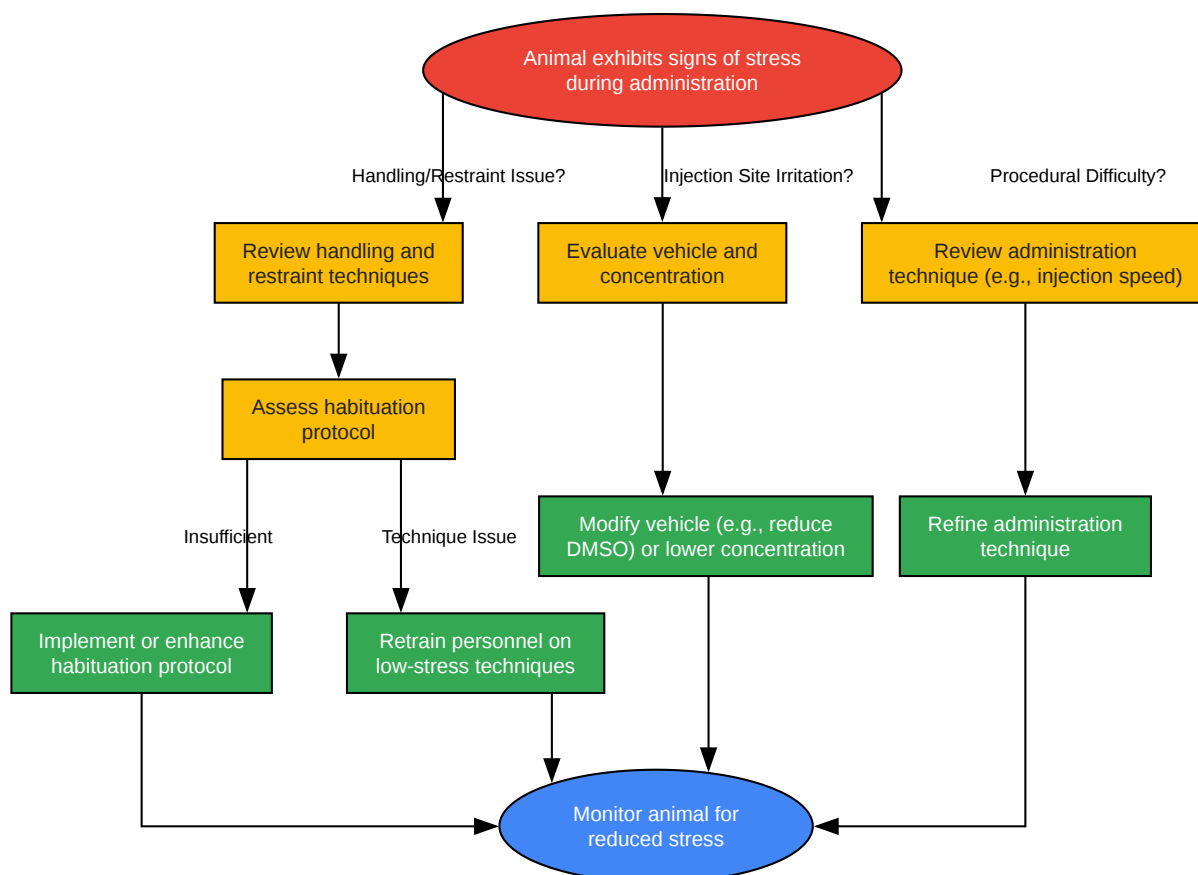 Animal exhibits signs of stress
during administration
Handling/Restraint Issue?
Injection Site Irritation?
Procedural Difficulty?
Review handling and
restraint techniques
Evaluate vehicle and
concentration
Review administration
technique (e.g., injection speed)
Assess habituation
protocol
Insufficient
Technique Issue
Modify vehicle (e.g., reduce
DMSO) or lower concentration
Refine administration
technique
Implement or enhance
habituation protocol
Retrain personnel on
low-stress techniques
Monitor animal for
reduced stress